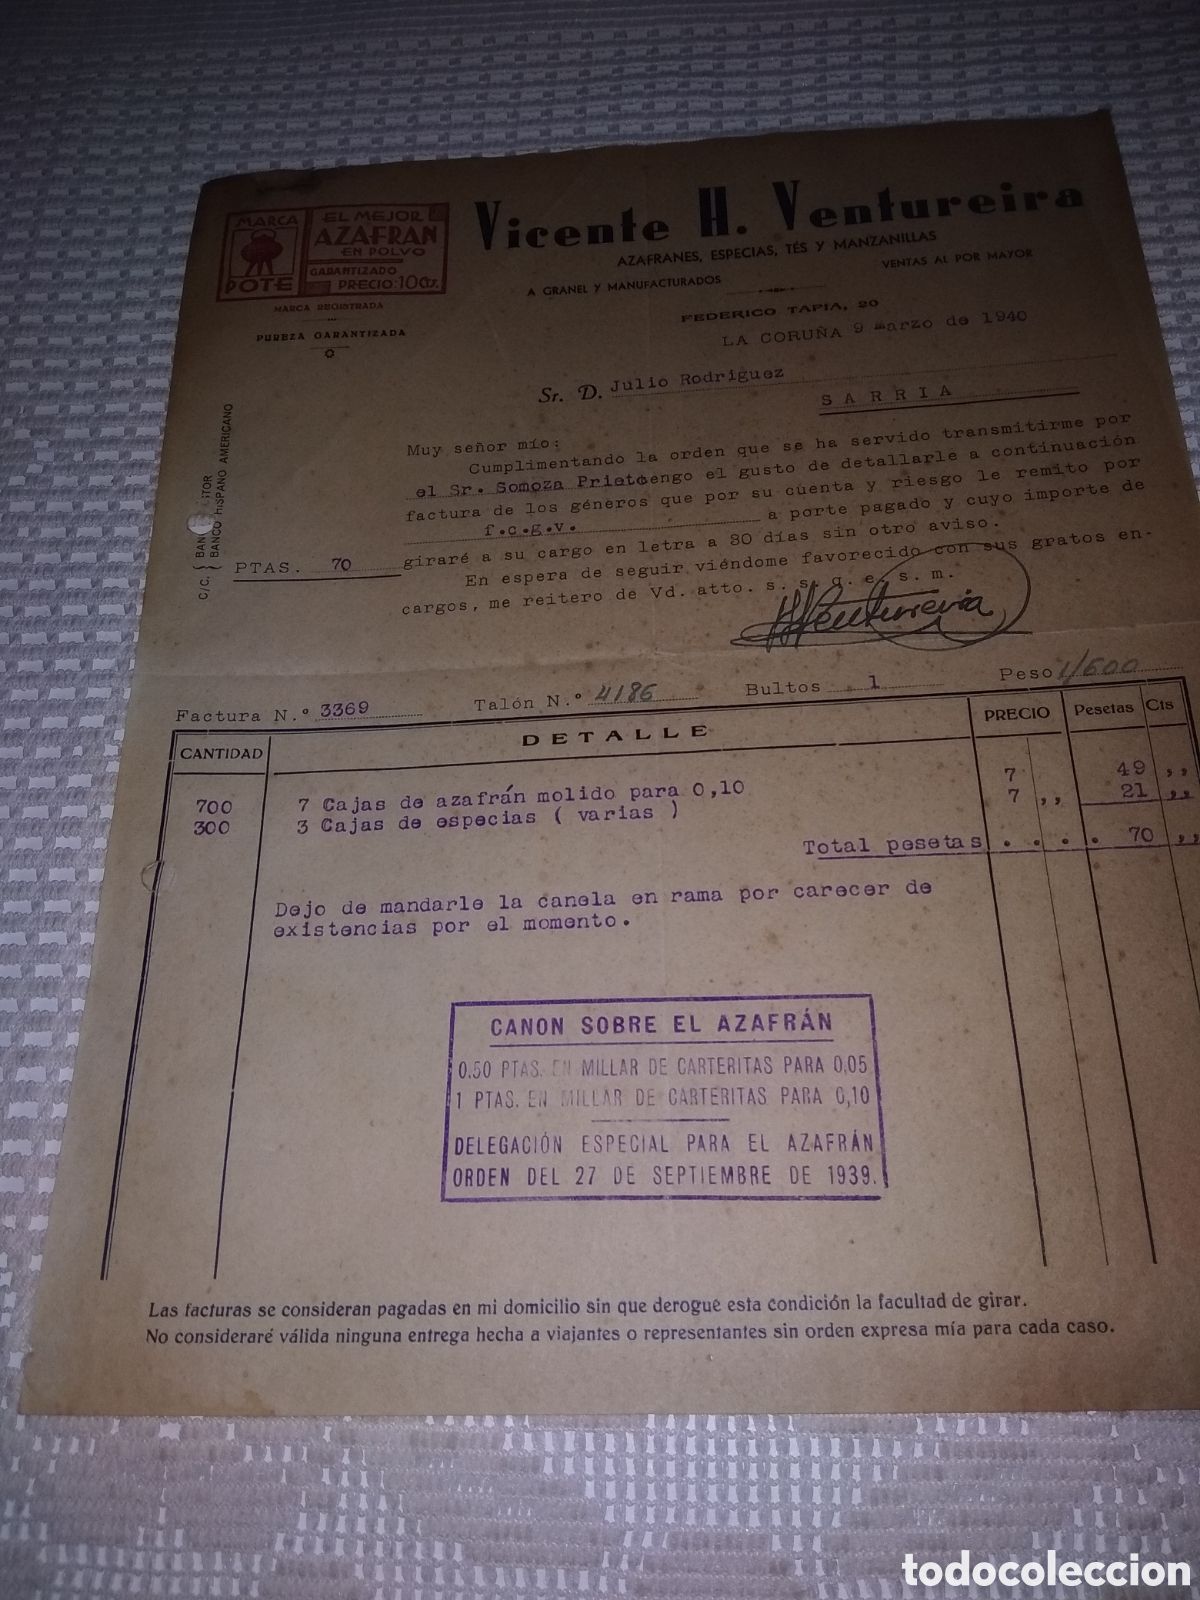 MARCA
POTE
EL MEJOR
AZAFRAN
EN POLVO
GARANTIZADO
PRECIO: 10 Cts.
MARCA REGISTRADA
PUREZA GARANTIZADA
Vicente H. Ventureira
AZAFRANES, ESPECIAS, TÉS Y MANZANILLAS
A GRANEL Y MANUFACTURADOS
VENTAS AL POR MAYOR
FEDERICO TAPIA, 20
LA CORUÑA 9 marzo de 1940
Sr. D. Julio Rodriguez
SARRIA
C/C. { BAN ITOR
BANCO HISPANO AMERICANO
PTAS. 70
Muy señor mío:
Cumplimentando la orden que se ha servido transmitirme por
el Sr. Somoza Prieto engo el gusto de detallarle a continuación
factura de los géneros que por su cuenta y riesgo le remito por
f.c.g.v. a porte pagado y cuyo importe de
giraré a su cargo en letra a 30 días sin otro aviso.
En espera de seguir viéndome favorecido con sus gratos en-
cargos, me reitero de Vd. atto. s. s. q. e. s. m.
H Ventureira
Factura N.º 3369 Talón N.º 4186 Bultos 1 Peso 1/600
CANTIDAD DETALLE PRECIO Pesetas Cts
700 7 Cajas de azafrán molido para 0,10 7 49 ,,
300 3 Cajas de especias ( varias ) 7 ,, 21 ,,
Total pesetas . . . . 70 ,,
Dejo de mandarle la canela en rama por carecer de
existencias por el momento.
CANON SOBRE EL AZAFRÁN
0.50 PTAS. EN MILLAR DE CARTERITAS PARA 0,05
1 PTAS. EN MILLAR DE CARTERITAS PARA 0,10
DELEGACIÓN ESPECIAL PARA EL AZAFRÁN
ORDEN DEL 27 DE SEPTIEMBRE DE 1939.
Las facturas se consideran pagadas en mi domicilio sin que derogue esta condición la facultad de girar.
No consideraré válida ninguna entrega hecha a viajantes o representantes sin orden expresa mía para cada caso.
todocoleccion